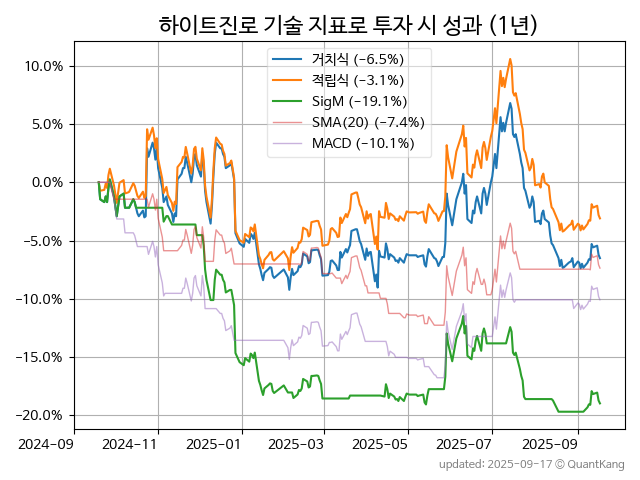 하이트진로 기술 지표로 투자 시 성과 (1년)
거치식 (−6.5%)
적립식 (−3.1%)
SigM (−19.1%)
SMA(20) (−7.4%)
MACD (−10.1%)
10.0%
5.0%
0.0%
−5.0%
−10.0%
−15.0%
−20.0%
2024-09 2024-11 2025-01 2025-03 2025-05 2025-07 2025-09
updated: 2025-09-17 © QuantKang